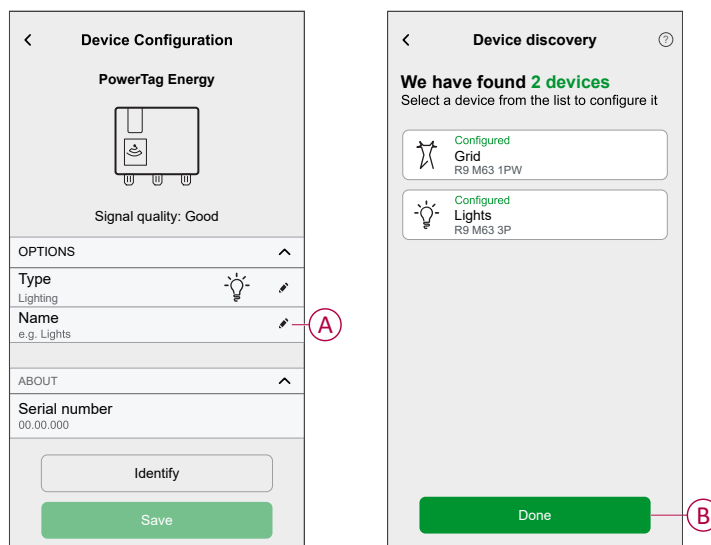 Device Configuration
PowerTag Energy
Signal quality: Good
OPTIONS
Type
Lighting
Name
e.g. Lights
A
ABOUT
Serial number
00.00.000
Identify
Save
Device discovery
?
We have found 2 devices
Select a device from the list to configure it
Configured
Grid
R9 M63 1PW
Configured
Lights
R9 M63 3P
Done
B